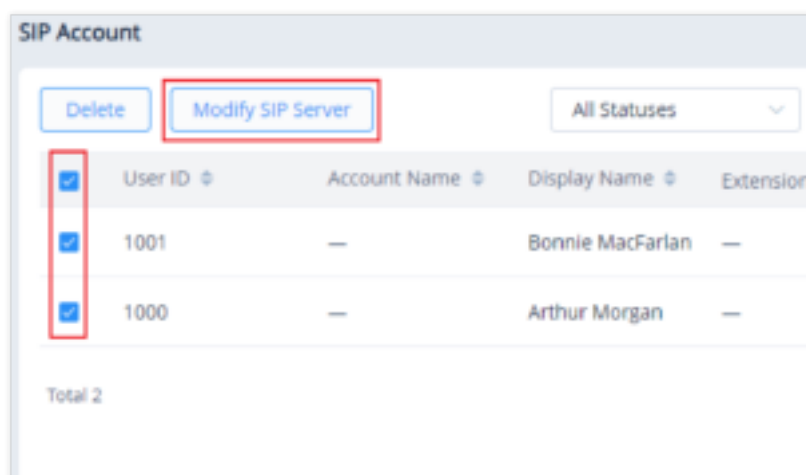 SIP Account
Delete Modify SIP Server All Statuses
User ID Account Name Display Name Extension
1001 — Bonnie MacFarlan —
1000 — Arthur Morgan —
Total 2